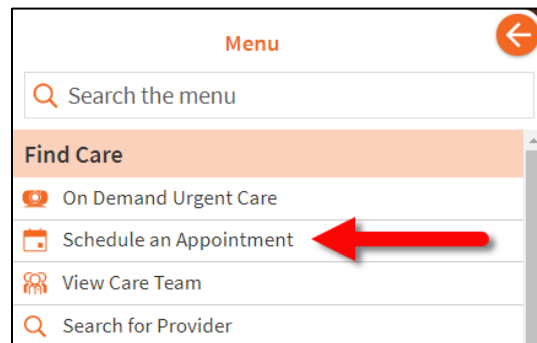 Menu
Search the menu
Find Care
On Demand Urgent Care
Schedule an Appointment
View Care Team
Search for Provider